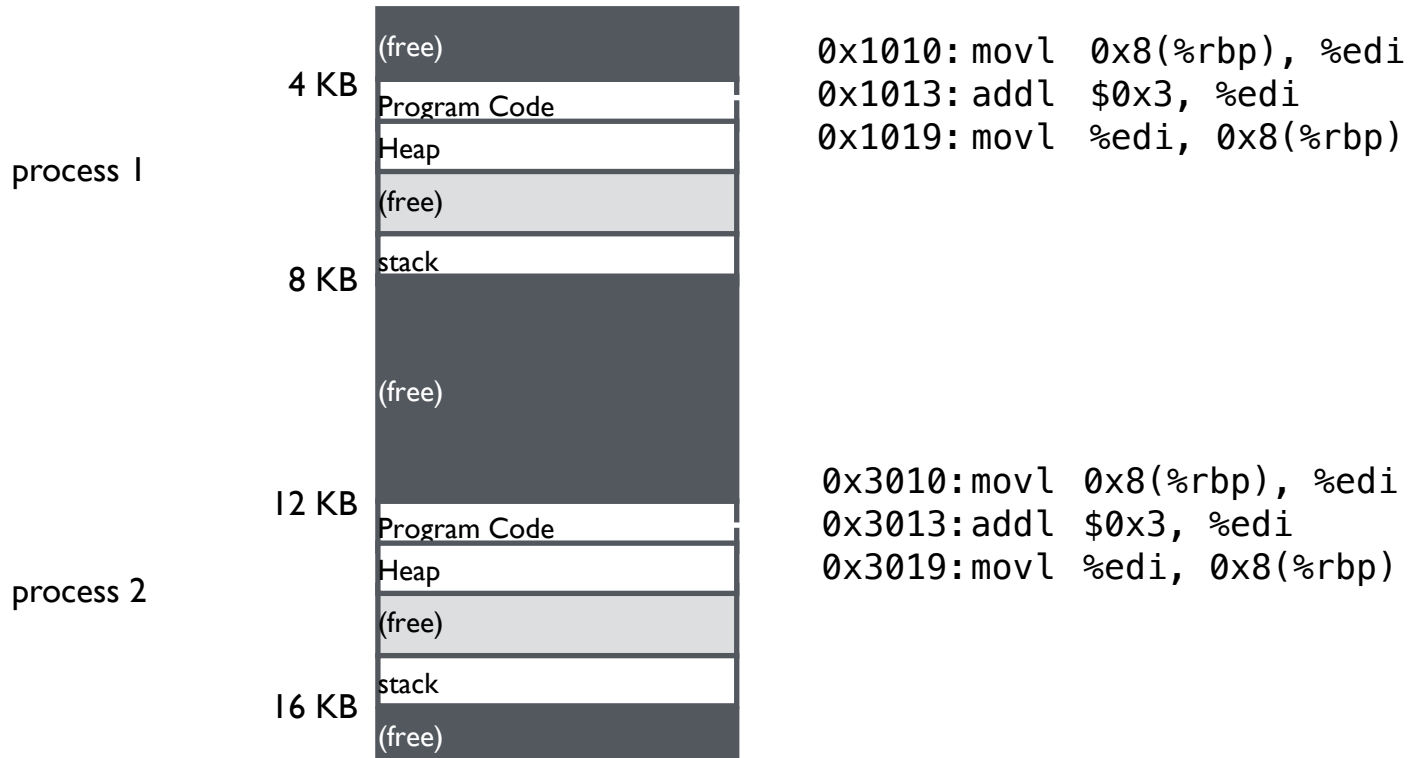 (free)
4 KB
Program Code
Heap
process 1
(free)
stack
8 KB
(free)
12 KB
Program Code
Heap
process 2
(free)
stack
16 KB
(free)
0x1010: movl 0x8(%rbp), %edi
0x1013: addl $0x3, %edi
0x1019: movl %edi, 0x8(%rbp)
0x3010: movl 0x8(%rbp), %edi
0x3013: addl $0x3, %edi
0x3019: movl %edi, 0x8(%rbp)